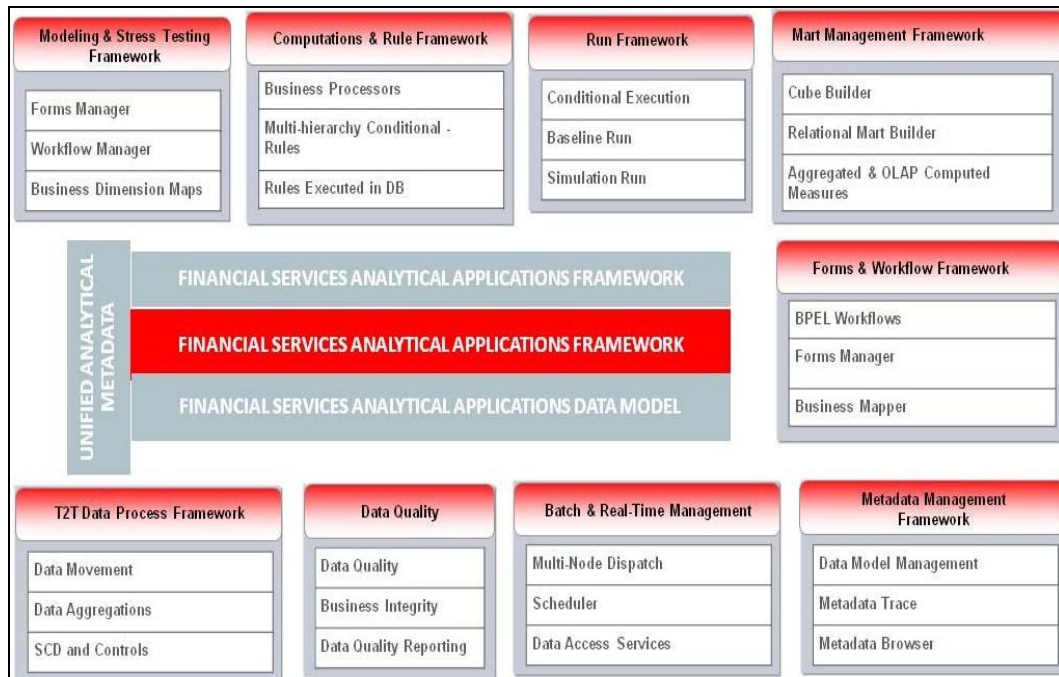 Modeling & Stress Testing
Framework
Forms Manager
Workflow Manager
Business Dimension Maps
Computations & Rule Framework
Business Processors
Multi-hierarchy Conditional -
Rules
Rules Executed in DB
Run Framework
Conditional Execution
Baseline Run
Simulation Run
Mart Management Framework
Cube Builder
Relational Mart Builder
Aggregated & OLAP Computed
Measures
UNIFIED ANALYTICAL
METADATA
FINANCIAL SERVICES ANALYTICAL APPLICATIONS FRAMEWORK
FINANCIAL SERVICES ANALYTICAL APPLICATIONS FRAMEWORK
FINANCIAL SERVICES ANALYTICAL APPLICATIONS DATA MODEL
Forms & Workflow Framework
BPEL Workflows
Forms Manager
Business Mapper
T2T Data Process Framework
Data Movement
Data Aggregations
SCD and Controls
Data Quality
Data Quality
Business Integrity
Data Quality Reporting
Batch & Real-Time Management
Multi-Node Dispatch
Scheduler
Data Access Services
Metadata Management
Framework
Data Model Management
Metadata Trace
Metadata Browser